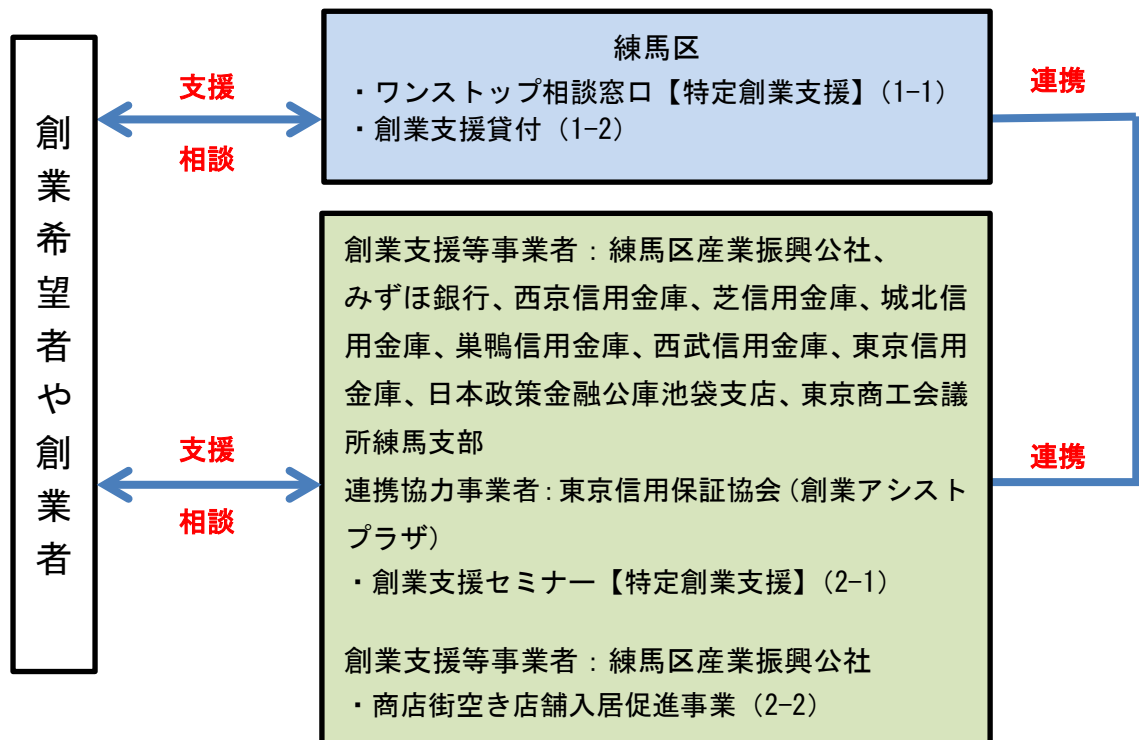 創業希望者や創業者
支援
相談
練馬区
・ワンストップ相談窓口【特定創業支援】(1-1)
・創業支援貸付(1-2)
連携
支援
相談
創業支援等事業者：練馬区産業振興公社、
みずほ銀行、西京信用金庫、芝信用金庫、城北信
用金庫、巣鴨信用金庫、西武信用金庫、東京信用
金庫、日本政策金融公庫池袋支店、東京商工会議
所練馬支部
連携協力事業者：東京信用保証協会(創業アシスト
プラザ)
・創業支援セミナー【特定創業支援】(2-1)
創業支援等事業者：練馬区産業振興公社
・商店街空き店舗入居促進事業(2-2)
連携